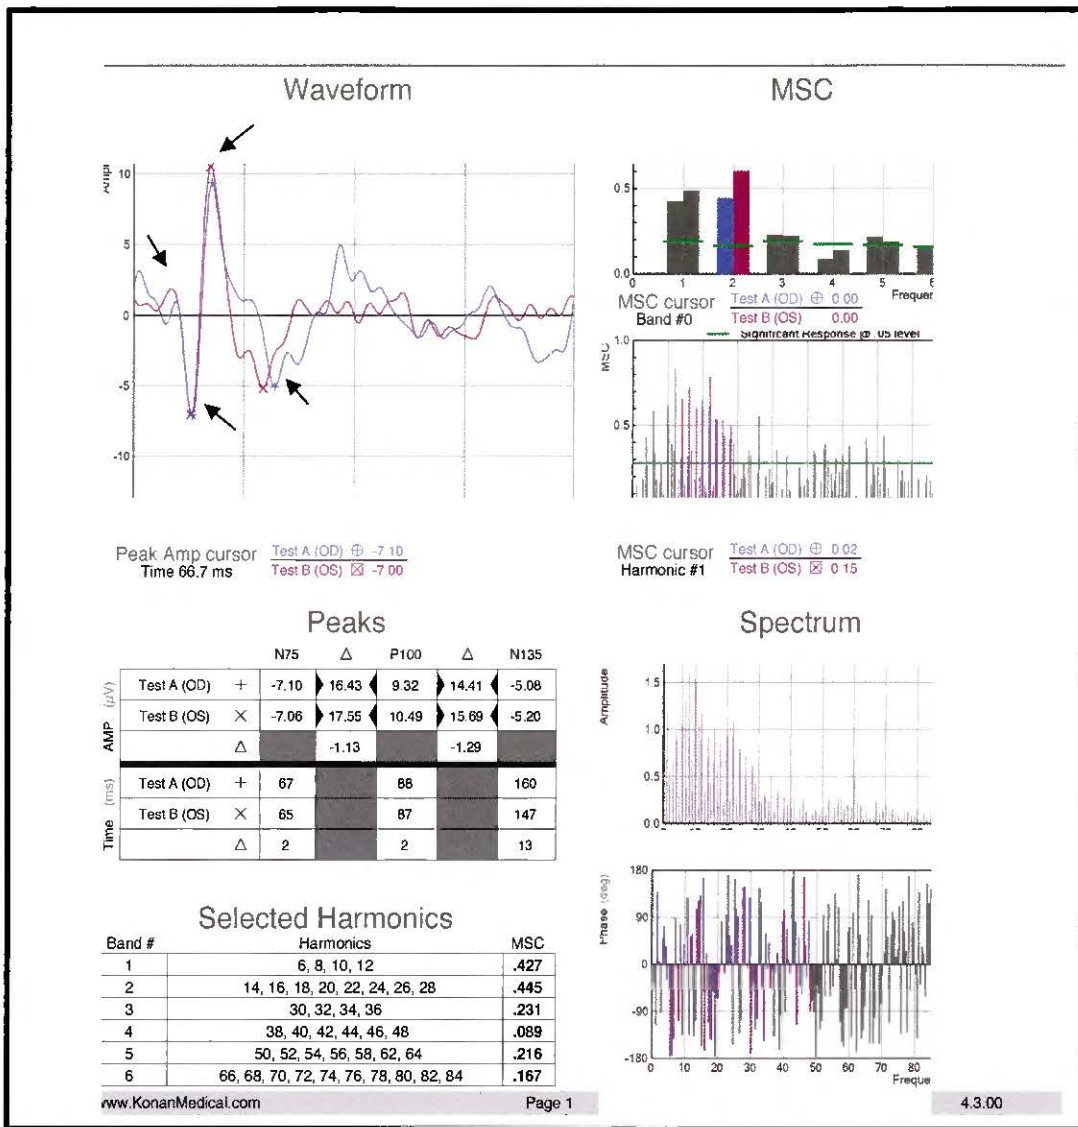 Waveform
MSC
Ampl
10
5
0
-5
-10
0.5
0.0
0 1 2 3 4 5 6
Frequen
MSC cursor Test A (OD) ⊕ 0.00
Band #0 Test B (OS) 0.00
Significant Response @ .05 level
MSC
1.0
0.5
Peak Amp cursor Test A (OD) ⊕ -7.10
Time 66.7 ms Test B (OS) ☒ -7.00
MSC cursor Test A (OD) ⊕ 0.02
Harmonic #1 Test B (OS) ☒ 0.15
Peaks
N75 Δ P100 Δ N135
AMP (µV)
Test A (OD) + -7.10 16.43 9.32 14.41 -5.08
Test B (OS) × -7.06 17.55 10.49 15.69 -5.20
Δ -1.13 -1.29
Time (ms)
Test A (OD) + 67 88 160
Test B (OS) × 65 87 147
Δ 2 2 13
Spectrum
Amplitude
1.5
1.0
0.5
0.0
Phase (deg)
180
90
0
-90
-180
0 10 20 30 40 50 60 70 80
Freque
Selected Harmonics
Band # Harmonics MSC
1 6, 8, 10, 12 .427
2 14, 16, 18, 20, 22, 24, 26, 28 .445
3 30, 32, 34, 36 .231
4 38, 40, 42, 44, 46, 48 .089
5 50, 52, 54, 56, 58, 62, 64 .216
6 66, 68, 70, 72, 74, 76, 78, 80, 82, 84 .167
www.KonanMedical.com Page 1 4.3.00